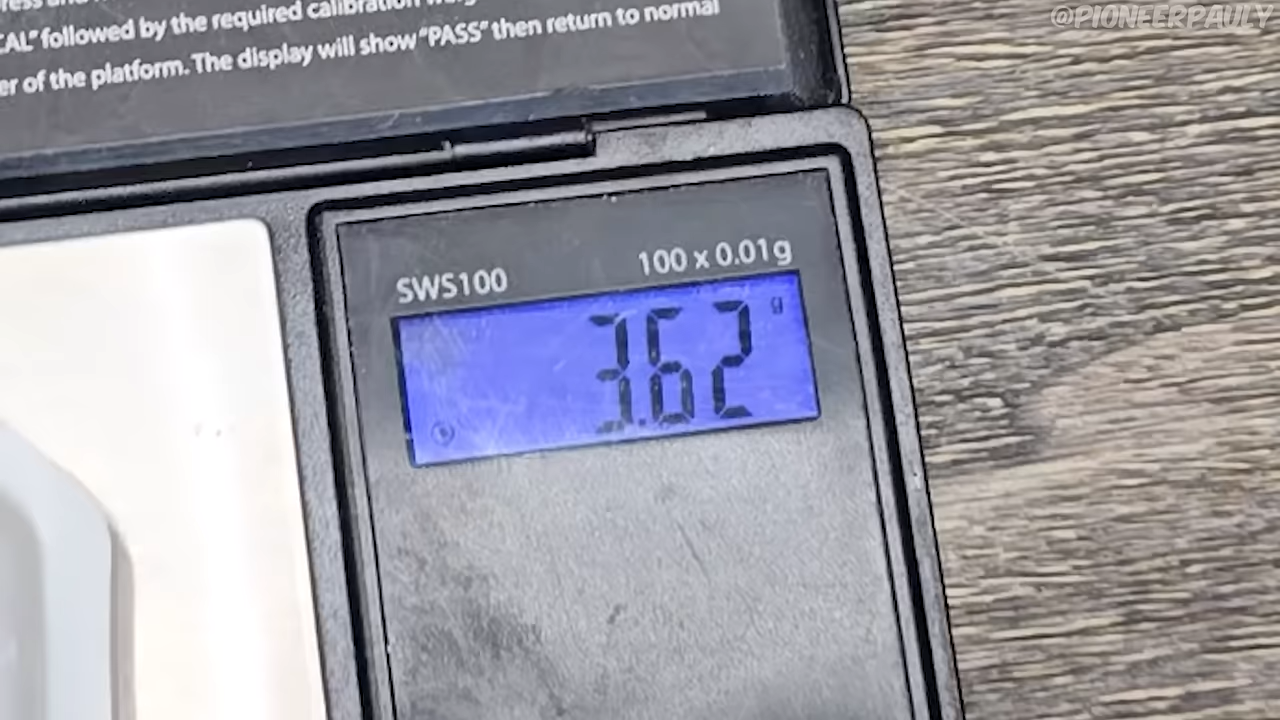 @PIONEERPAULY
CAL" followed by the required calibration
er of the platform. The display will show "PASS" then return to normal
SWS100
100 x 0.01g
3.62 g